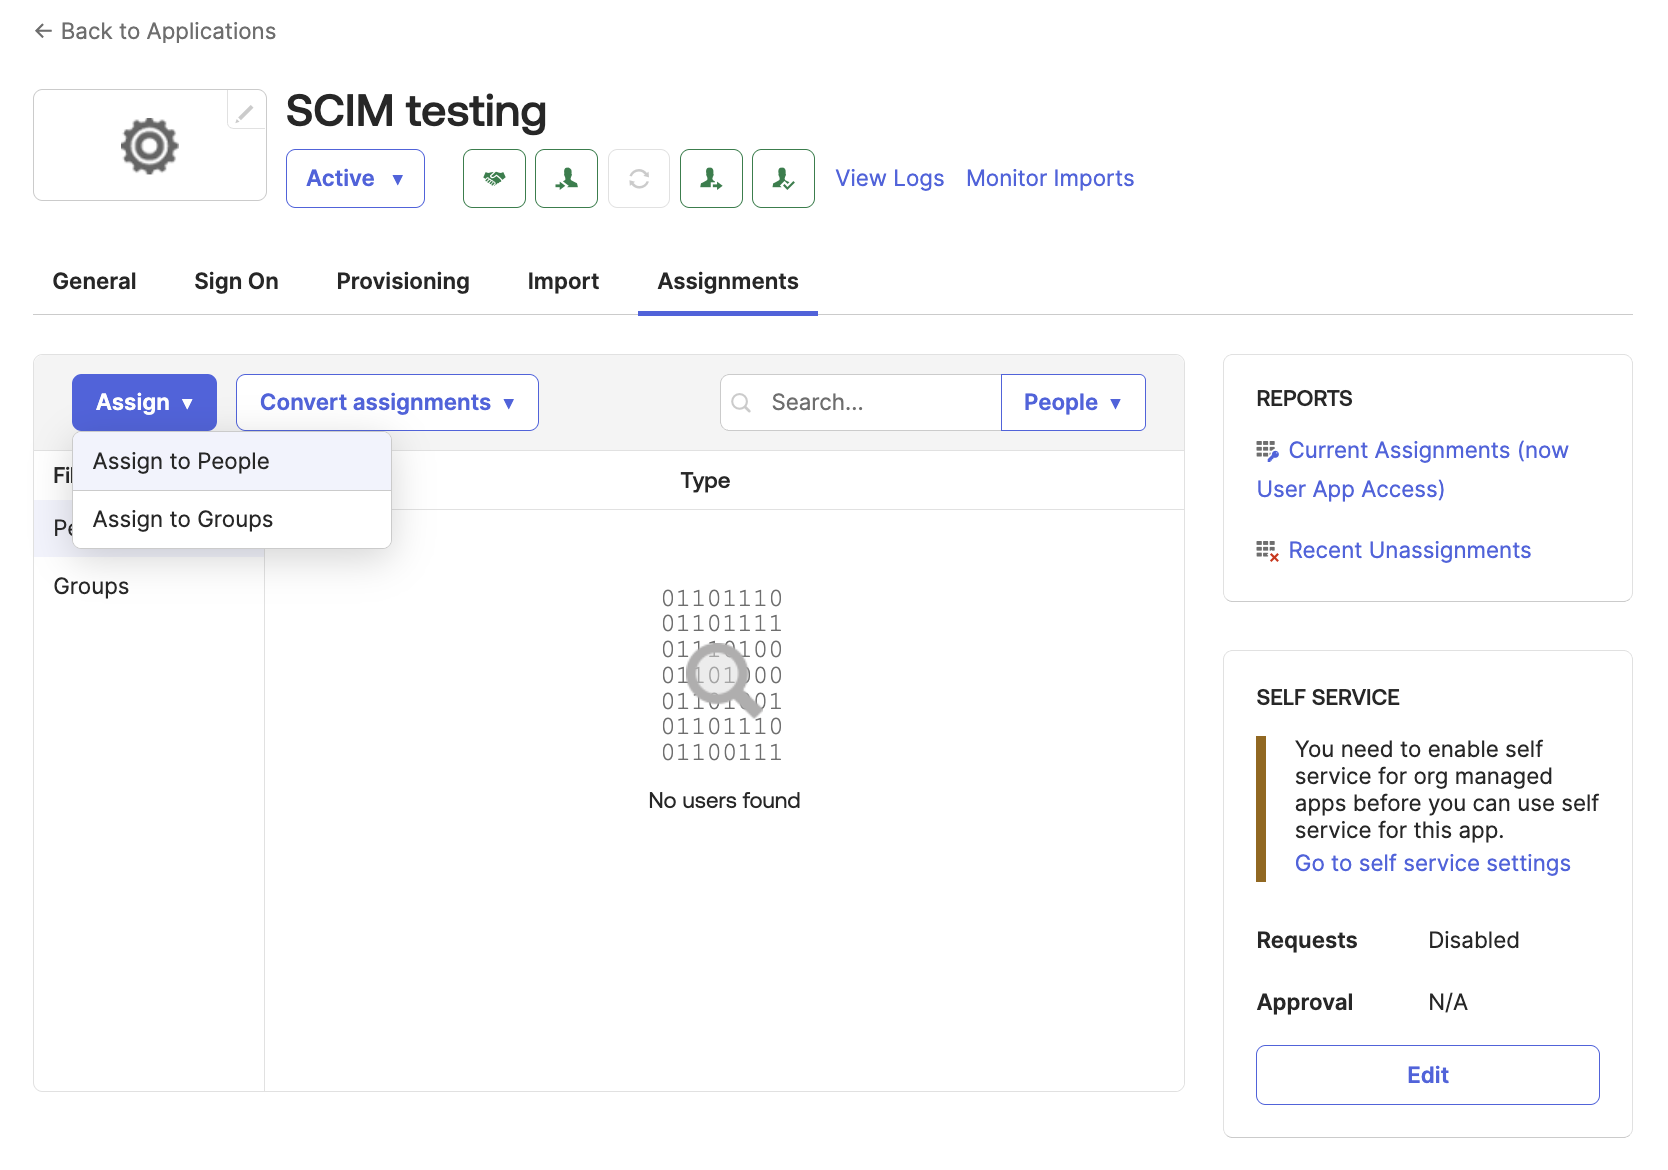 ← Back to Applications
SCIM testing
Active ▼
View Logs
Monitor Imports
General
Sign On
Provisioning
Import
Assignments
Assign ▼
Convert assignments ▼
Search...
People ▼
Assign to People
Assign to Groups
Fil
Pe
Groups
Type
01101110
01101111
01110100
01101000
01101001
01101110
01100111
No users found
REPORTS
Current Assignments (now
User App Access)
Recent Unassignments
SELF SERVICE
You need to enable self
service for org managed
apps before you can use self
service for this app.
Go to self service settings
Requests Disabled
Approval N/A
Edit